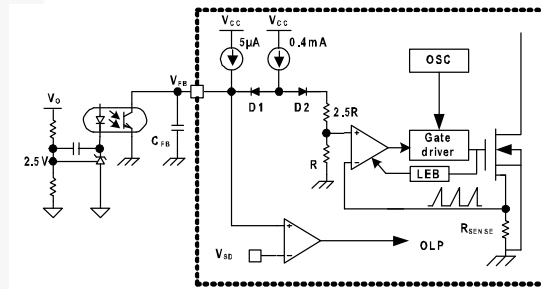 VCC VCC
5µA 0.4mA
OSC
VFB
VO D1 D2 2.5R
CFB
R Gate driver
2.5V LEB
RSENSE
VSD OLP